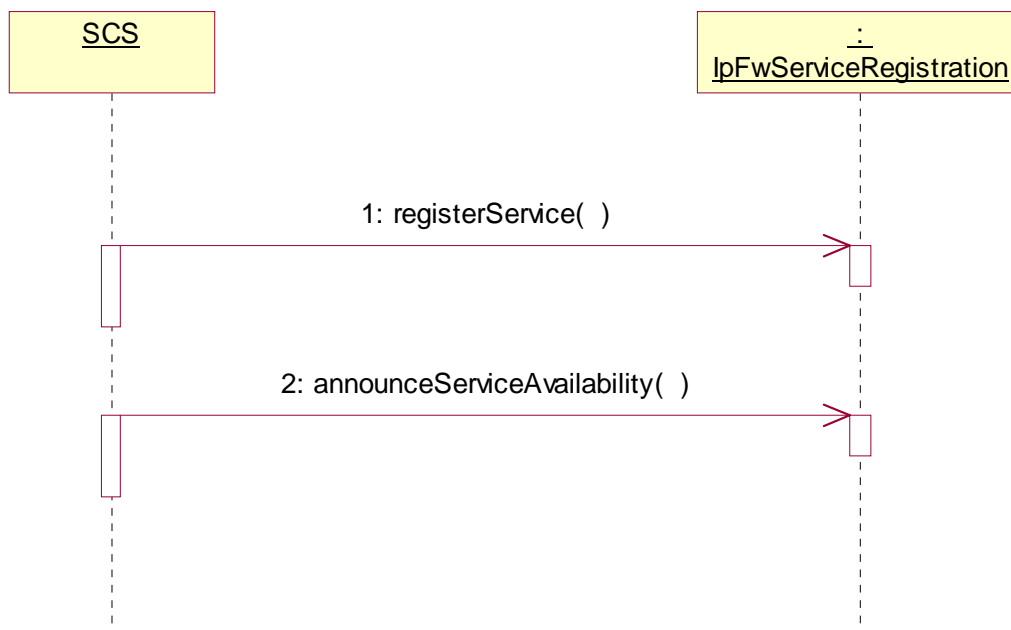 SCS
:
IpFwServiceRegistration
1: registerService( )
2: announceServiceAvailability( )